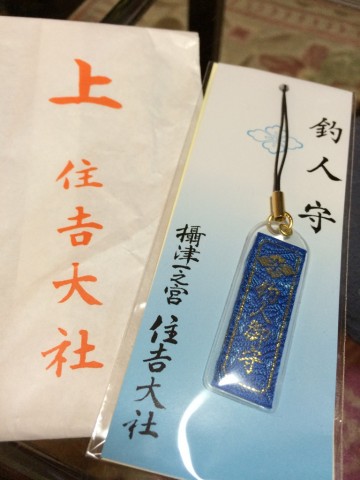 上
住吉大社
釣人守
攝津一之宮
住吉大社
釣人御守